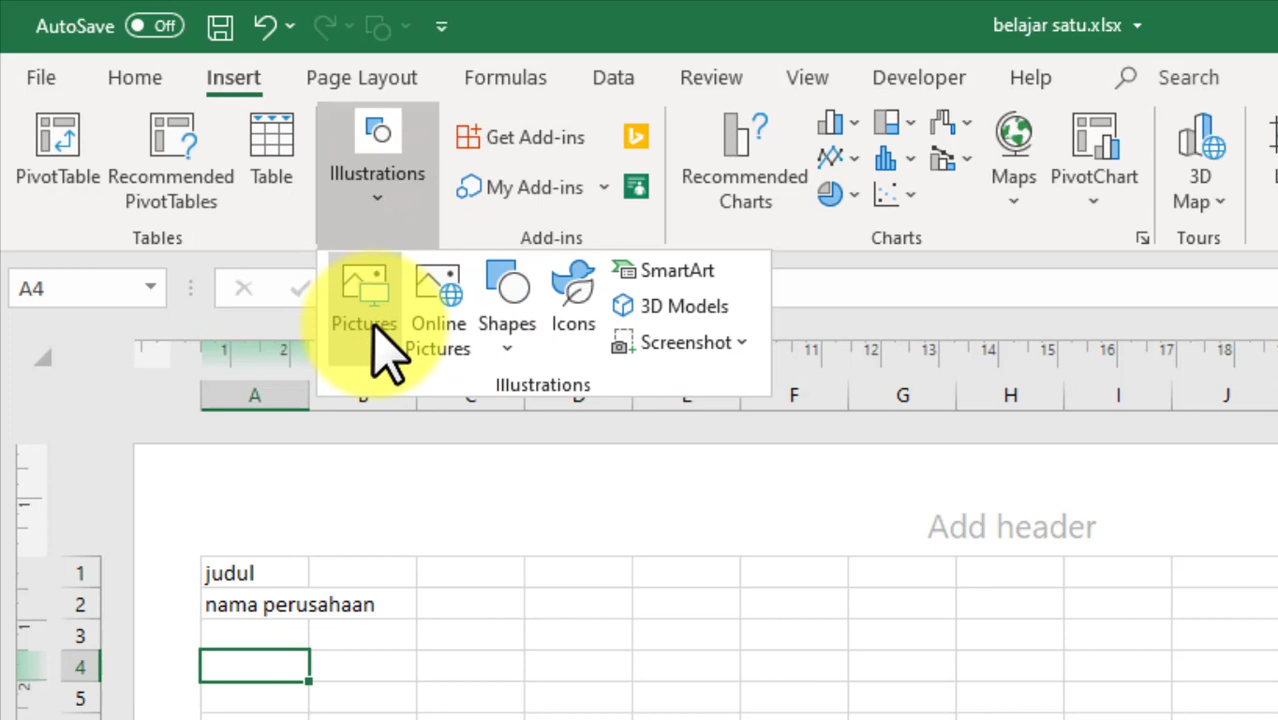 AutoSave Off belajar satu.xlsx
File Home Insert Page Layout Formulas Data Review View Developer Help Search
PivotTable Recommended PivotTables Table Illustrations Get Add-ins My Add-ins Recommended Charts Maps PivotChart 3D Map
Tables Add-ins Charts Tours
A4
Pictures Online Pictures Shapes Icons SmartArt
3D Models
Screenshot
Illustrations
1 2 11 12 13 14 15 16 17 18
A F G H I J
Add header
1 judul
2 nama perusahaan
3
4
5